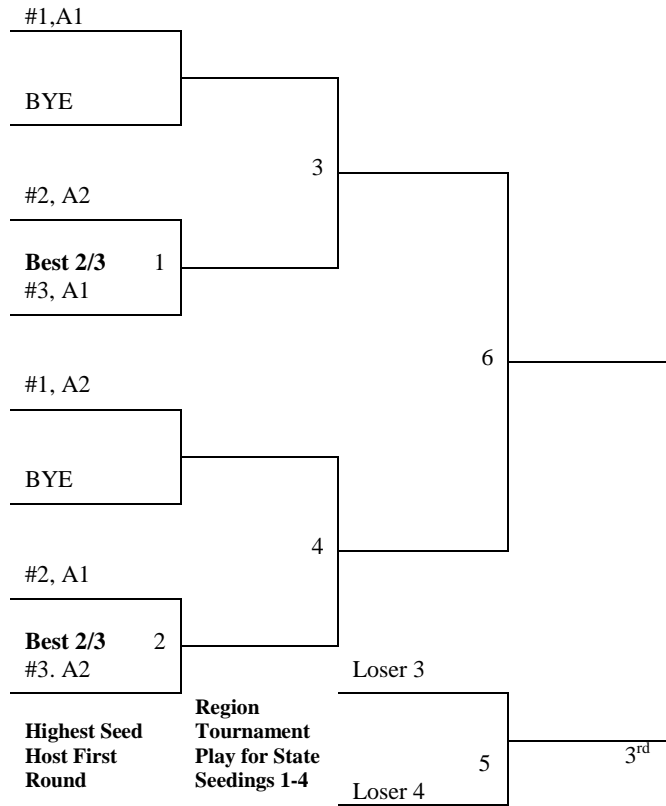 #1,A1
BYE
3
#2, A2
Best 2/3 1
#3, A1
6
#1, A2
BYE
4
#2, A1
Best 2/3 2
#3. A2
Loser 3
Highest Seed
Host First
Round
Region
Tournament
Play for State
Seedings 1-4
5
3rd
Loser 4